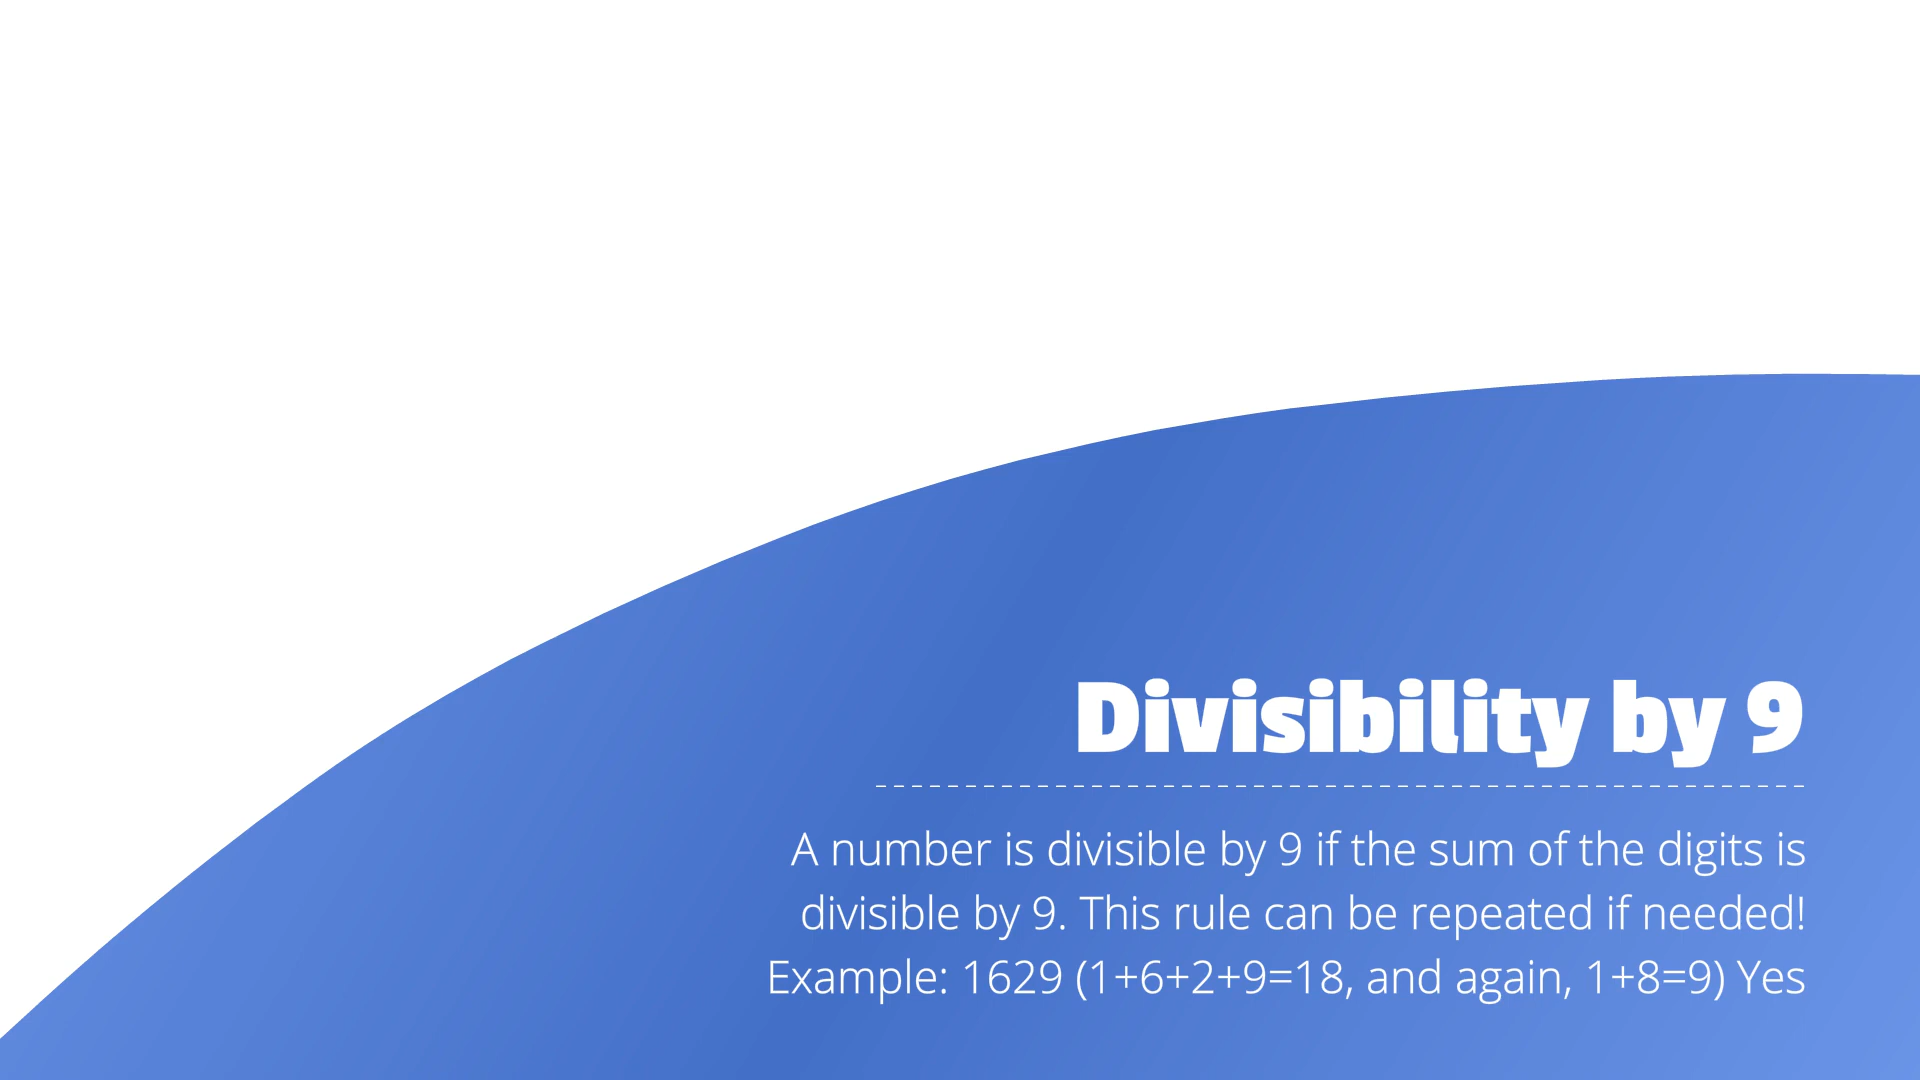 Divisibility by 9
A number is divisible by 9 if the sum of the digits is
divisible by 9. This rule can be repeated if needed!
Example: 1629 (1+6+2+9=18, and again, 1+8=9) Yes